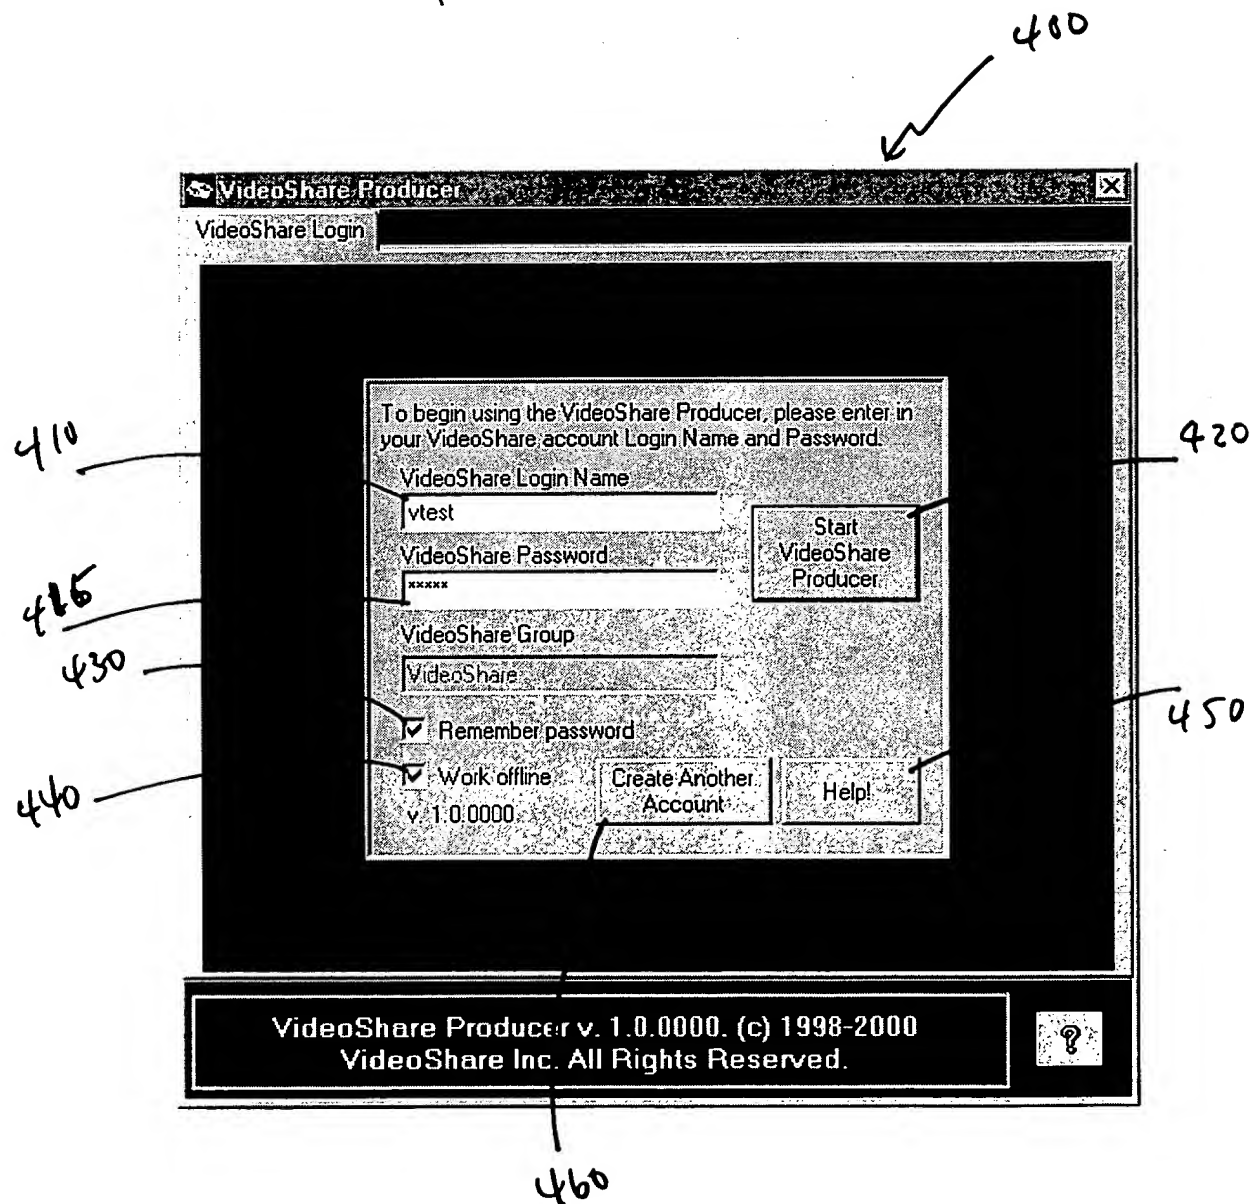 400
VideoShare Producer
VideoShare Login
To begin using the VideoShare Producer, please enter in
your VideoShare account Login Name and Password.
410
420
VideoShare Login Name
vtest
Start
VideoShare
Producer
VideoShare Password
xxxxx
VideoShare Group
430
VideoShare
Remember password
450
440
Work offline
Create Another
Account
Help!
v. 1.0.0000
VideoShare Producer v. 1.0.0000. (c) 1998-2000
VideoShare Inc. All Rights Reserved.
?
460